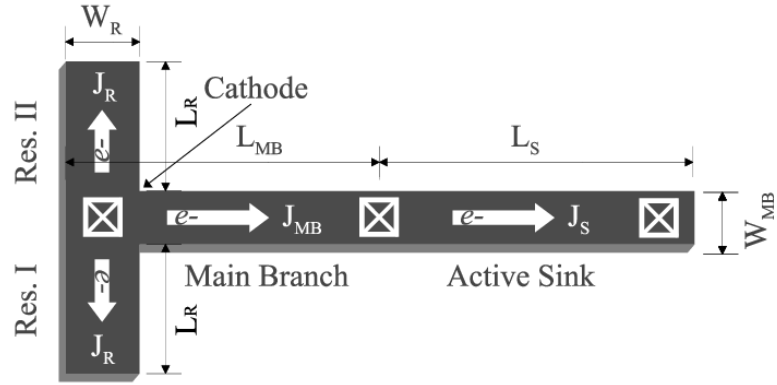 W_R
J_R
Cathode
L_R
Res. II
e-
L_MB
L_S
e-
J_MB
e-
J_S
W_MB
Main Branch
Active Sink
Res. I
e-
L_R
J_R